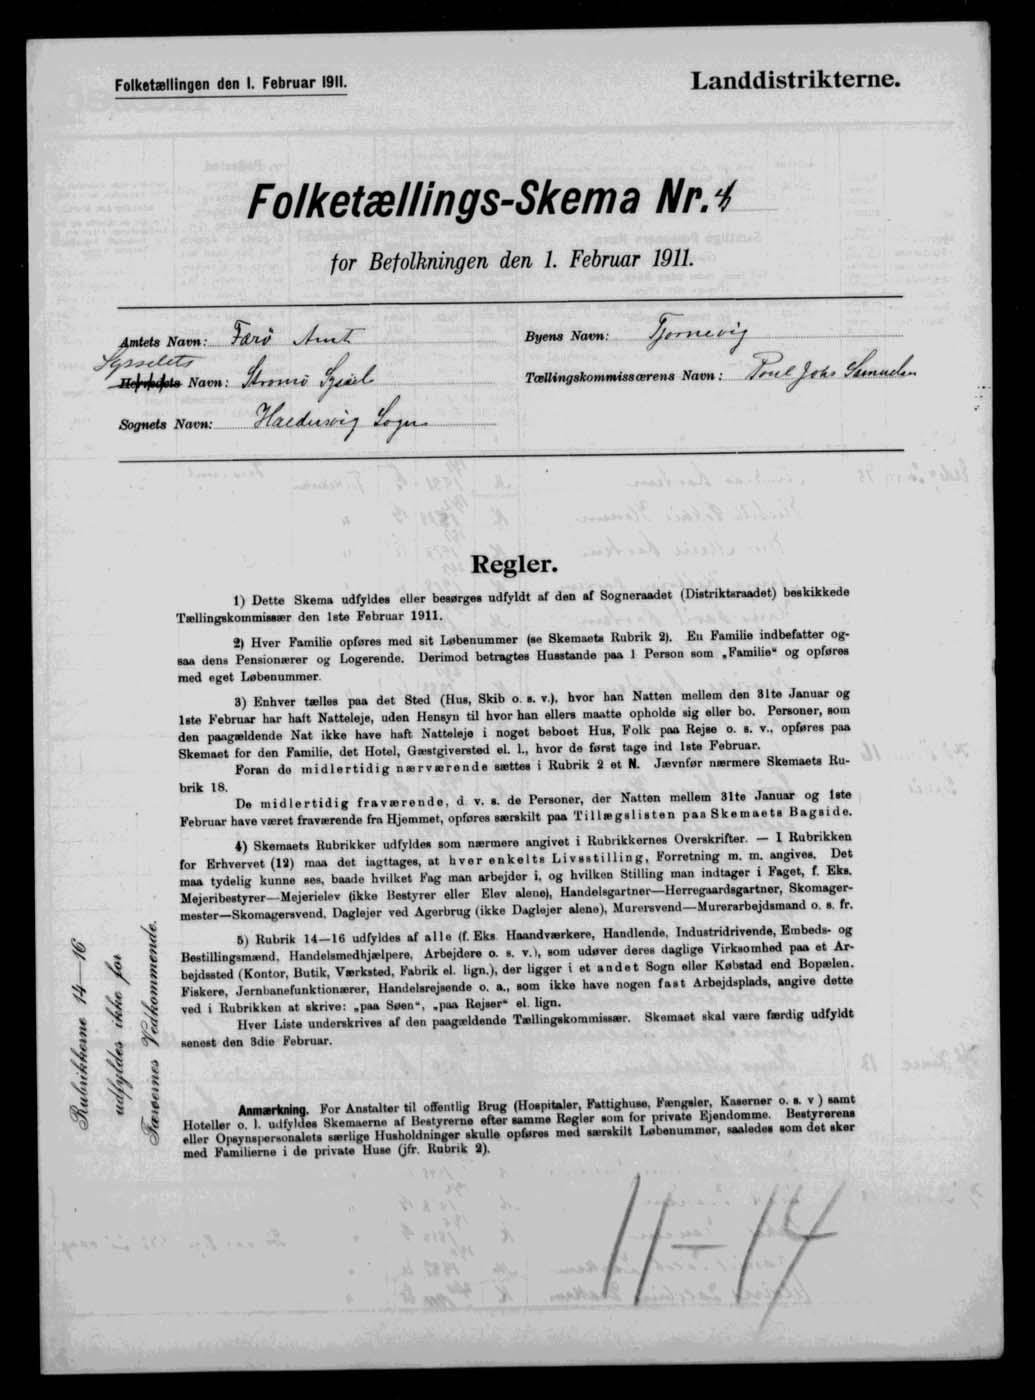 Folketællingen den 1. Februar 1911.
Landdistrikterne.
Folketællings-Skema Nr. 4
for Befolkningen den 1. Februar 1911.
Amtets Navn: Færö Amt
Byens Navn: Tjørnevig
Sysselets
Herredets Navn: Strømø Syssel
Tællingskommissærens Navn: Poul Johs Samuelsen
Sognets Navn: Haldersvig Sogn
Regler.
1) Dette Skema udfyldes eller besørges udfyldt af den af Sogneraadet (Distriktsraadet) beskikkede
Tællingskommissær den 1ste Februar 1911.
2) Hver Familie opføres med sit Løbenummer (se Skemaets Rubrik 2). En Familie indbefatter og-
saa dens Pensionærer og Logerende. Derimod betragtes Husstande paa 1 Person som „Familie“ og opføres
med eget Løbenummer.
3) Enhver tælles paa det Sted (Hus, Skib o. s. v.), hvor han Natten mellem den 31te Januar og
1ste Februar har haft Natteleje, uden Hensyn til hvor han ellers maatte opholde sig eller bo. Personer, som
den paagældende Nat ikke have haft Natteleje i noget beboet Hus, Folk paa Rejse o. s. v., opføres paa
Skemaet for den Familie, det Hotel, Gæstgiversted el. l., hvor de først tage ind 1ste Februar.
Foran de midlertidig nærværende sættes i Rubrik 2 et N. Jævnfør nærmere Skemaets Ru-
brik 18.
De midlertidig fraværende, d. v. s. de Personer, der Natten mellem 31te Januar og 1ste
Februar have været fraværende fra Hjemmet, opføres særskilt paa Tillægslisten paa Skemaets Bagside.
4) Skemaets Rubrikker udfyldes som nærmere angivet i Rubrikkernes Overskrifter. — I Rubrikken
for Erhvervet (12) maa det iagttages, at hver enkelts Livsstilling, Forretning m. m. angives. Det
maa tydelig kunne ses, baade hvilket Fag man arbejder i, og hvilken Stilling man indtager i Faget, f. Eks.
Mejeribestyrer—Mejerielev (ikke Bestyrer eller Elev alene), Handelsgartner—Herregaardsgartner, Skomager-
mester—Skomagersvend, Daglejer ved Agerbrug (ikke Daglejer alene), Murersvend—Murerarbejdsmand o. s. fr.
5) Rubrik 14—16 udfyldes af alle (f. Eks. Haandværkere, Handlende, Industridrivende, Embeds- og
Bestillingsmænd, Handelsmedhjælpere, Arbejdere o. s. v.), som udøver deres daglige Virksomhed paa et Ar-
bejdssted (Kontor, Butik, Værksted, Fabrik el. lign.), der ligger i et andet Sogn eller Købstad end Bopælen.
Fiskere, Jernbanefunktionærer, Handelsrejsende o. a., som ikke have nogen fast Arbejdsplads, angive dette
ved i Rubrikken at skrive: „paa Søen“, „paa Rejser“ el. lign.
Hver Liste underskrives af den paagældende Tællingskommissær. Skemaet skal være færdig udfyldt
senest den 3die Februar.
Rubrikkerne 14—16
udfyldes ikke for
Færøernes Vedkommende.
Anmærkning. For Anstalter til offentlig Brug (Hospitaler, Fattighuse, Fængsler, Kaserner o. s. v) samt
Hoteller o. l. udfyldes Skemaerne af Bestyrerne efter samme Regler som for private Ejendomme. Bestyrerens
eller Opsynspersonalets særlige Husholdninger skulle opføres med særskilt Løbenummer, saaledes som det sker
med Familierne i de private Huse (jfr. Rubrik 2).
11–14